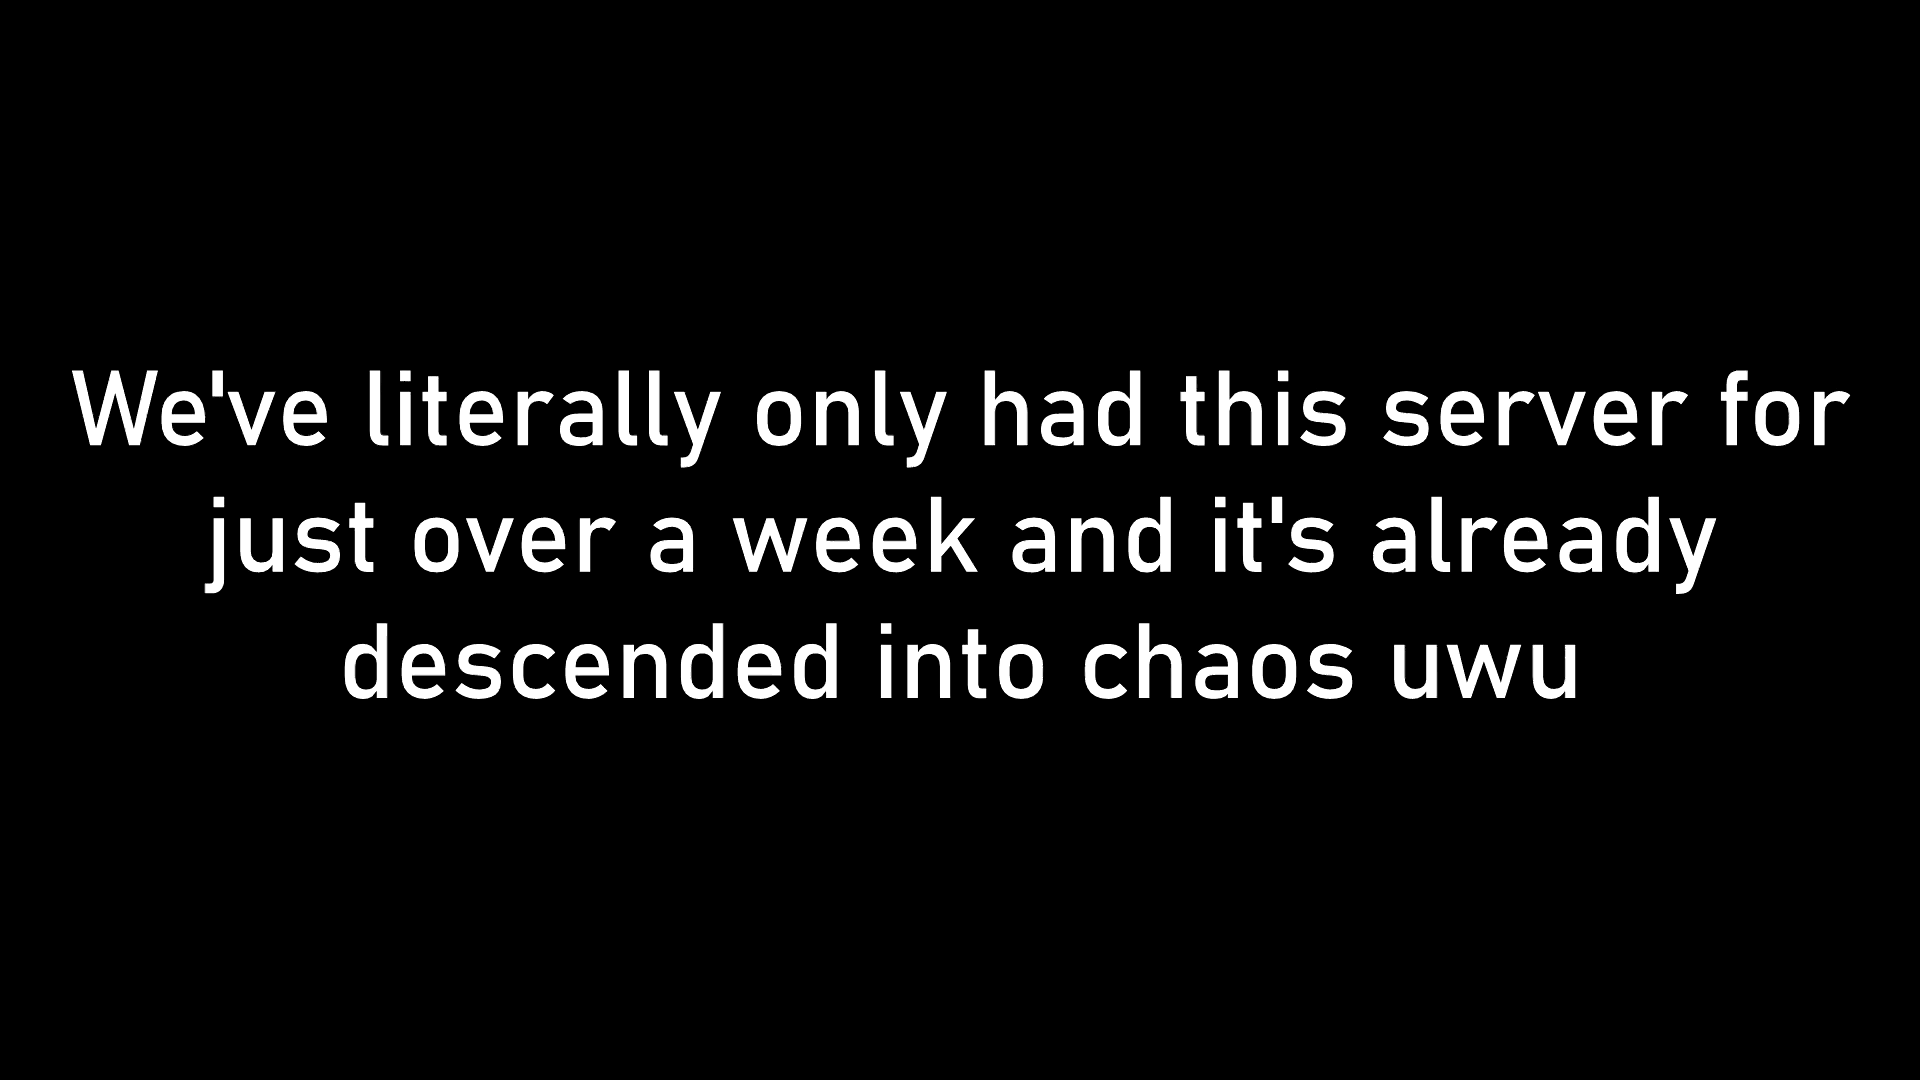 We've literally only had this server for
just over a week and it's already
descended into chaos uwu